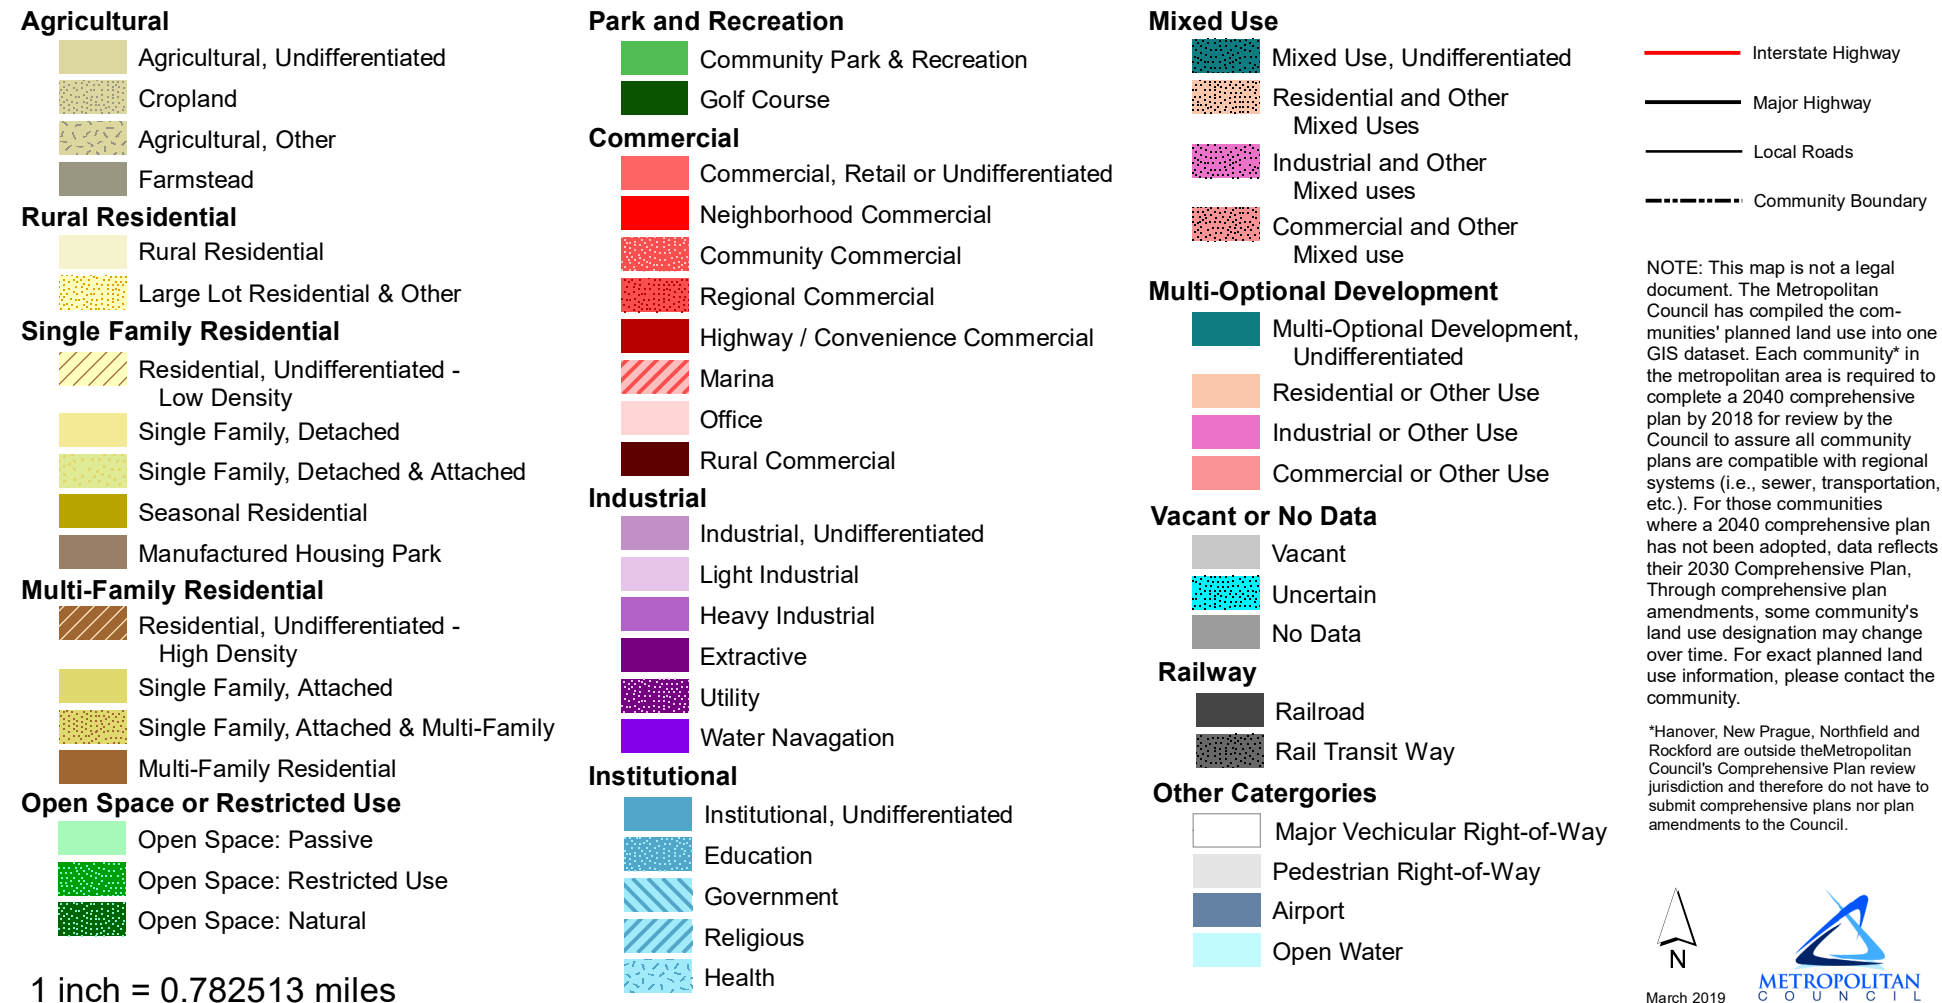 Agricultural
Agricultural, Undifferentiated
Cropland
Agricultural, Other
Farmstead
Rural Residential
Rural Residential
Large Lot Residential & Other
Single Family Residential
Residential, Undifferentiated -
Low Density
Single Family, Detached
Single Family, Detached & Attached
Seasonal Residential
Manufactured Housing Park
Multi-Family Residential
Residential, Undifferentiated -
High Density
Single Family, Attached
Single Family, Attached & Multi-Family
Multi-Family Residential
Open Space or Restricted Use
Open Space: Passive
Open Space: Restricted Use
Open Space: Natural
1 inch = 0.782513 miles
Park and Recreation
Community Park & Recreation
Golf Course
Commercial
Commercial, Retail or Undifferentiated
Neighborhood Commercial
Community Commercial
Regional Commercial
Highway / Convenience Commercial
Marina
Office
Rural Commercial
Industrial
Industrial, Undifferentiated
Light Industrial
Heavy Industrial
Extractive
Utility
Water Navagation
Institutional
Institutional, Undifferentiated
Education
Government
Religious
Health
Mixed Use
Mixed Use, Undifferentiated
Residential and Other
Mixed Uses
Industrial and Other
Mixed uses
Commercial and Other
Mixed use
Multi-Optional Development
Multi-Optional Development,
Undifferentiated
Residential or Other Use
Industrial or Other Use
Commercial or Other Use
Vacant or No Data
Vacant
Uncertain
No Data
Railway
Railroad
Rail Transit Way
Other Catergories
Major Vechicular Right-of-Way
Pedestrian Right-of-Way
Airport
Open Water
Interstate Highway
Major Highway
Local Roads
Community Boundary
NOTE: This map is not a legal
document. The Metropolitan
Council has compiled the com-
munities' planned land use into one
GIS dataset. Each community* in
the metropolitan area is required to
complete a 2040 comprehensive
plan by 2018 for review by the
Council to assure all community
plans are compatible with regional
systems (i.e., sewer, transportation,
etc.). For those communities
where a 2040 comprehensive plan
has not been adopted, data reflects
their 2030 Comprehensive Plan,
Through comprehensive plan
amendments, some community's
land use designation may change
over time. For exact planned land
use information, please contact the
community.
*Hanover, New Prague, Northfield and
Rockford are outside theMetropolitan
Council's Comprehensive Plan review
jurisdiction and therefore do not have to
submit comprehensive plans nor plan
amendments to the Council.
N
March 2019
METROPOLITAN
COUNCIL